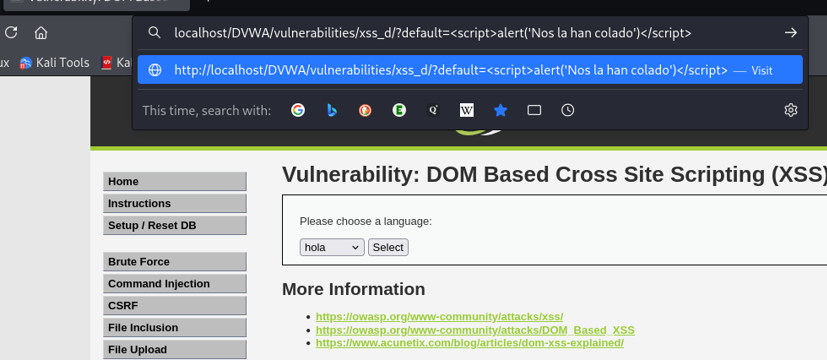 localhost/DVWA/vulnerabilities/xss_d/?default=<script>alert('Nos la han colado')</script>
http://localhost/DVWA/vulnerabilities/xss_d/?default=<script>alert('Nos la han colado')</script> — Visit
Kali Tools
This time, search with:
Vulnerability: DOM Based Cross Site Scripting (XSS)
Home
Instructions
Setup / Reset DB
Please choose a language:
hola Select
Brute Force
Command Injection
CSRF
File Inclusion
File Upload
More Information
https://owasp.org/www-community/attacks/xss/
https://owasp.org/www-community/attacks/DOM_Based_XSS
https://www.acunetix.com/blog/articles/dom-xss-explained/